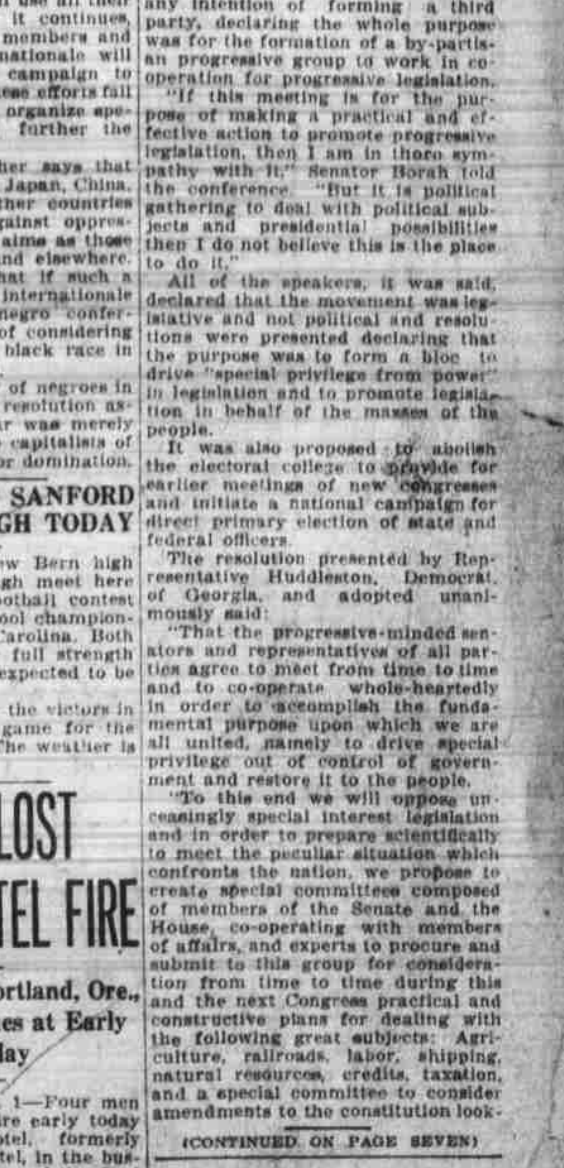 it continues,
members and
nationale will
campaign to
these efforts fail
organize spe-
further the
her says that
Japan, China,
ther countries
gainst oppres-
aims as those
and elsewhere.
hat if such a
internationale
negro confer-
of considering
black race in
of negroes in
resolution as-
ar was merely
capitalists of
or domination.
SANFORD
GH TODAY
ew Bern high
gh meet here
ootball contest
ool champion-
Carolina. Both
full strength
expected to be
the victors in
game for the
The weather is
LOST
TEL FIRE
ortland, Ore.,
es at Early
lay
1—Four men
ire early today
otel, formerly
tel, in the bus-
any intention of forming a third
party, declaring the whole purpose
was for the formation of a by-partis-
an progressive group to work in co-
operation for progressive legislation.
"If this meeting is for the pur-
pose of making a practical and ef-
fective action to promote progressive
legislation, then I am in thoro sym-
pathy with it," Senator Borah told
the conference. "But it is political
gathering to deal with political sub-
jects and presidential possibilities
then I do not believe this is the place
to do it."
All of the speakers, it was said,
declared that the movement was leg-
islative and not political and resolu-
tions were presented declaring that
the purpose was to form a bloc to
drive "special privilege from power"
in legislation and to promote legisla-
tion in behalf of the masses of the
people.
It was also proposed to abolish
the electoral college to provide for
earlier meetings of new congresses
and initiate a national campaign for
direct primary election of state and
federal officers.
The resolution presented by Rep-
resentative Huddleston, Democrat,
of Georgia, and adopted unani-
mously said:
"That the progressive-minded sen-
ators and representatives of all par-
ties agree to meet from time to time
and to co-operate whole-heartedly
in order to accomplish the funda-
mental purpose upon which we are
all united, namely to drive special
privilege out of control of govern-
ment and restore it to the people.
"To this end we will oppose un-
ceasingly special interest legislation
and in order to prepare scientifically
to meet the peculiar situation which
confronts the nation, we propose to
create special committees composed
of members of the Senate and the
House, co-operating with members
of affairs, and experts to procure and
submit to this group for considera-
tion from time to time during this
and the next Congress practical and
constructive plans for dealing with
the following great subjects: Agri-
culture, railroads, labor, shipping,
natural resources, credits, taxation,
and a special committee to consider
amendments to the constitution look-
(CONTINUED ON PAGE SEVEN)